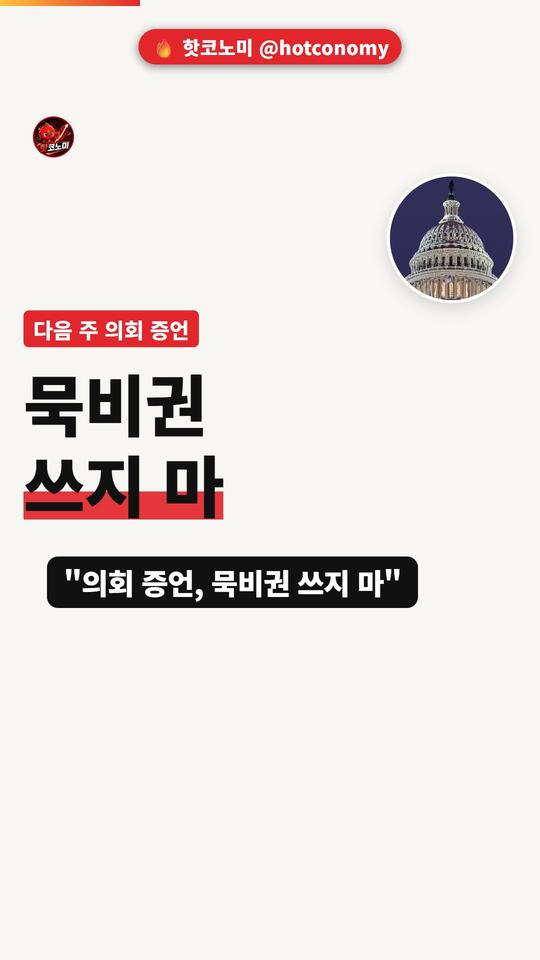 🔥 핫코노미 @hotconomy
핫코노미
다음 주 의회 증언
묵비권
쓰지 마
"의회 증언, 묵비권 쓰지 마"